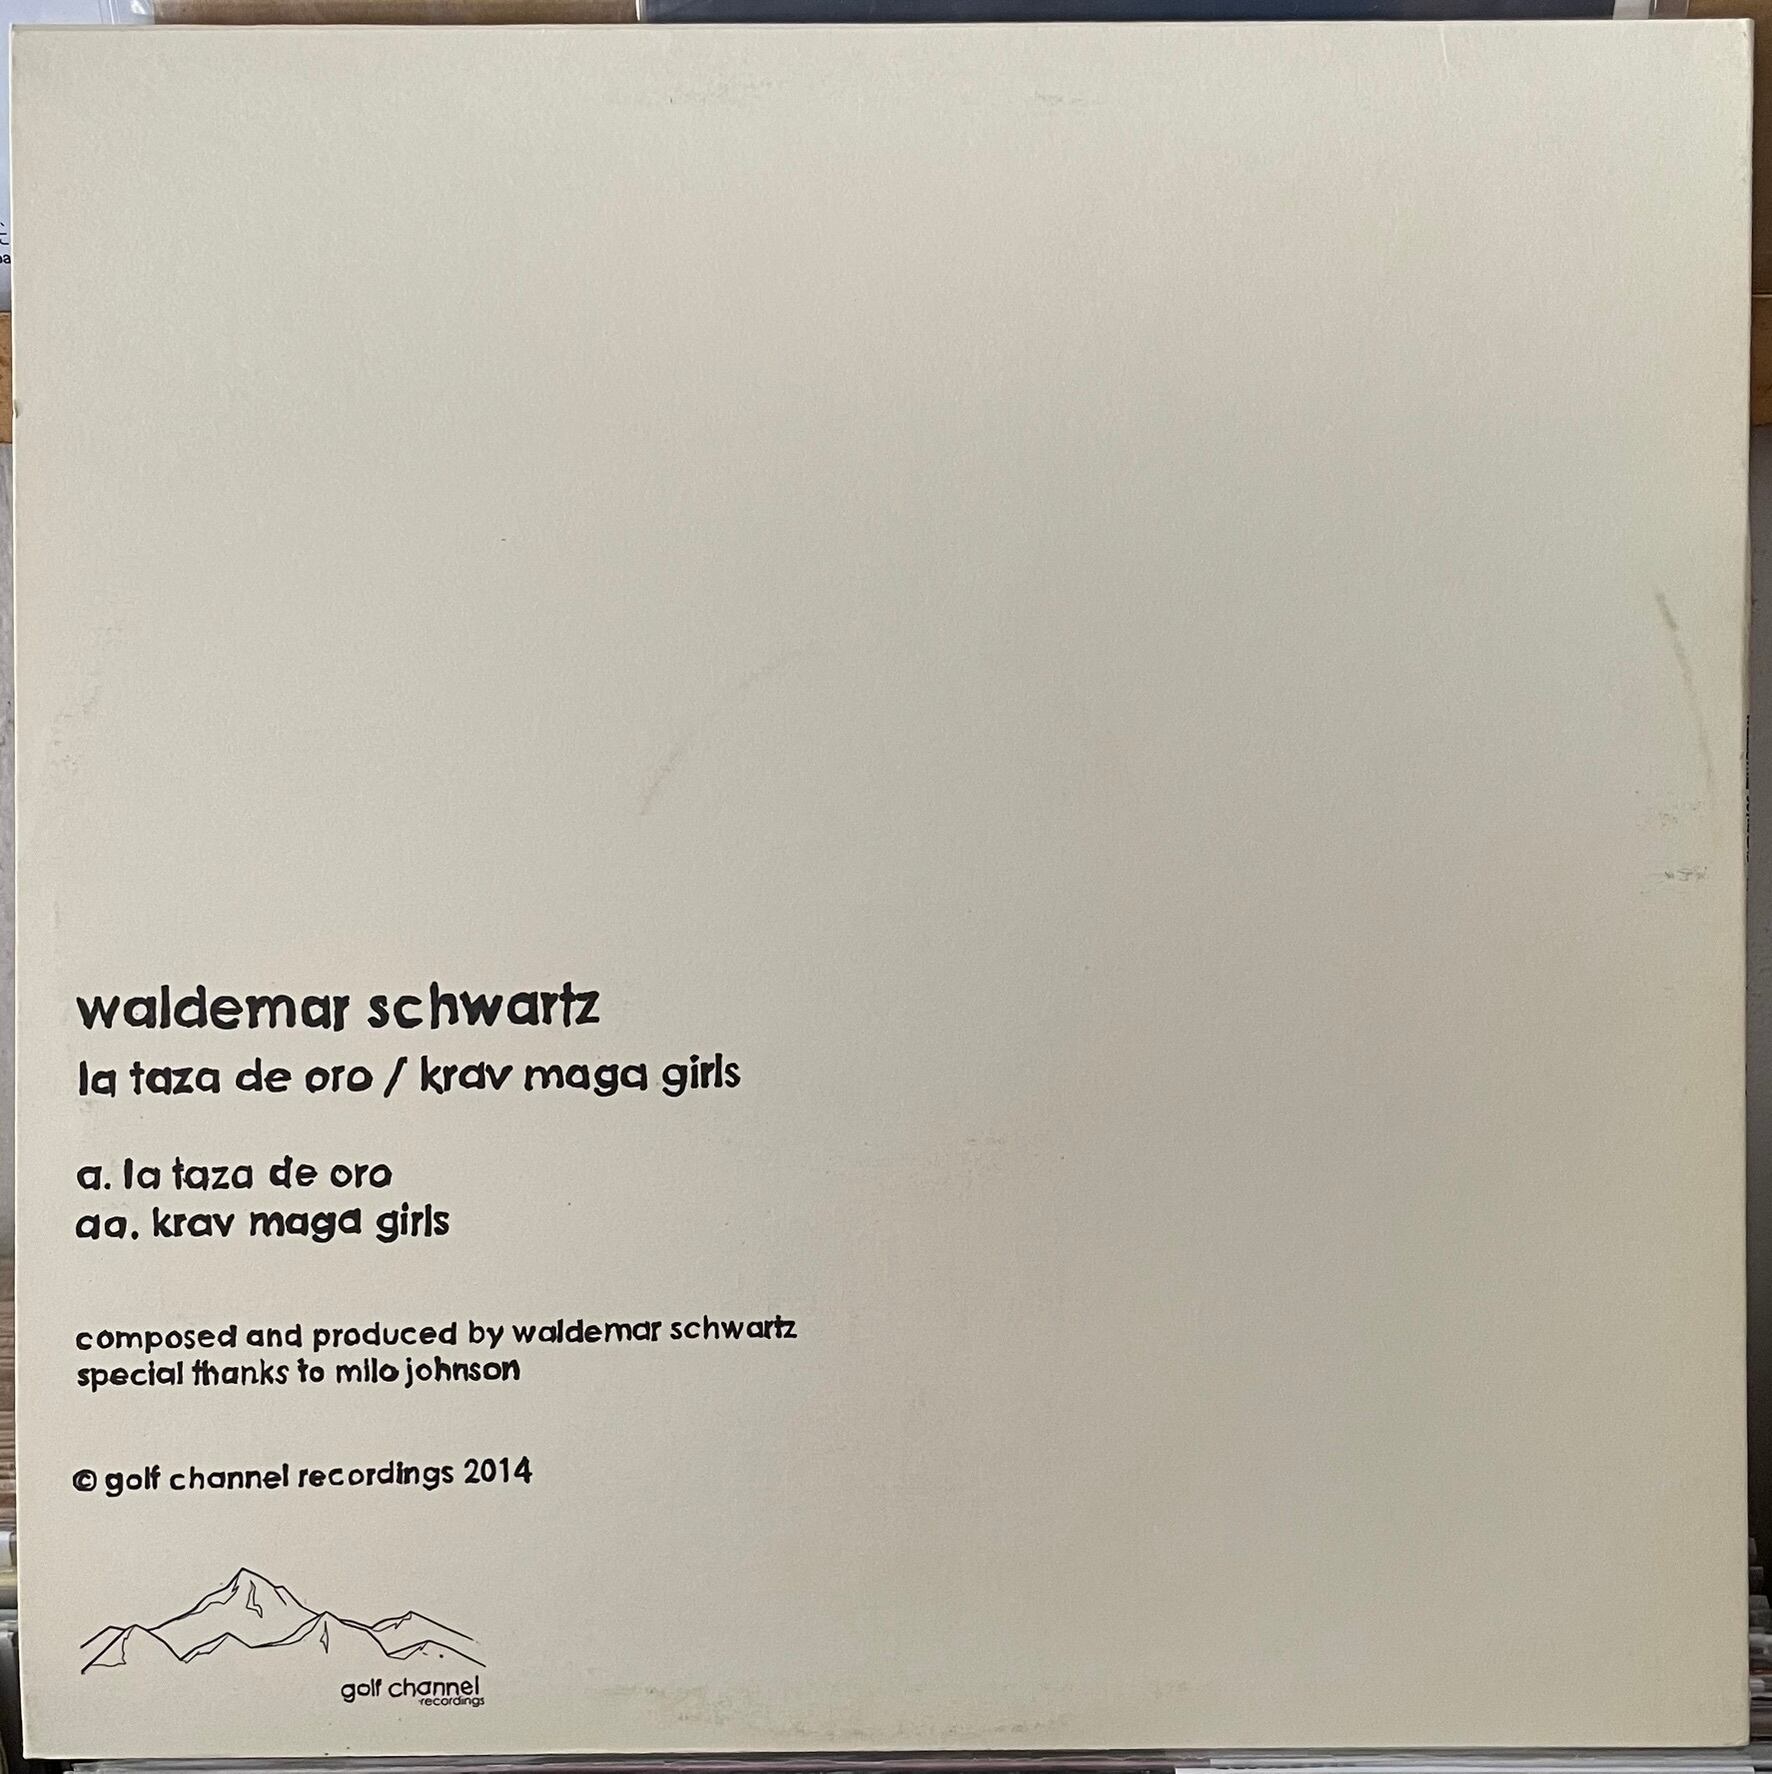 waldemar schwartz
la taza de oro / krav maga girls
a. la taza de oro
aa. krav maga girls
composed and produced by waldemar schwartz
special thanks to milo johnson
© golf channel recordings 2014
golf channel
recordings